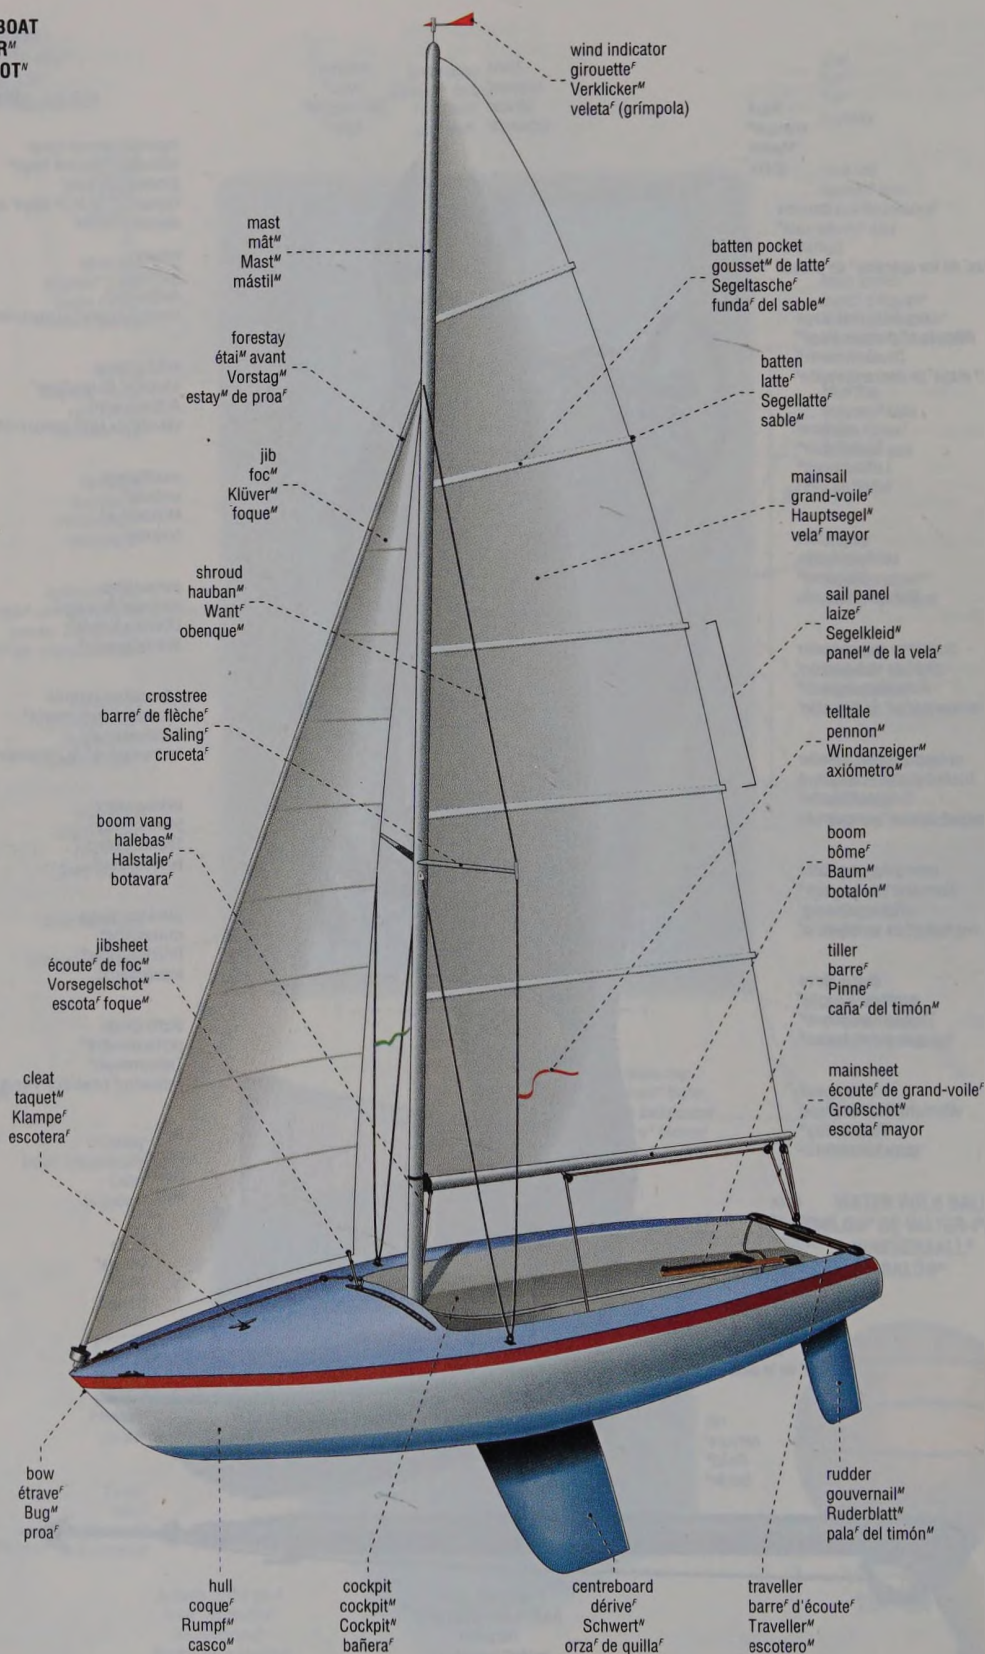 BOAT
R^M
OT^N
wind indicator
girouette^F
Verklicker^M
veleta^F (grímpola)
mast
mât^M
Mast^M
mástil^M
batten pocket
gousset^M de latte^F
Segeltasche^F
funda^F del sable^M
forestay
étai^M avant
Vorstag^M
estay^M de proa^F
batten
latte^F
Segellatte^F
sable^M
jib
foc^M
Klüver^M
foque^M
mainsail
grand-voile^F
Hauptsegel^N
vela^F mayor
shroud
hauban^M
Want^F
obenque^M
sail panel
laize^F
Segelkleid^N
panel^M de la vela^F
crosstree
barre^F de flèche^F
Saling^F
cruceta^F
telltale
pennon^M
Windanzeiger^M
axiómetro^M
boom vang
halebas^M
Halstalje^F
botavara^F
boom
bôme^F
Baum^M
botalón^M
jibsheet
écoute^F de foc^M
Vorsegelschot^N
escota^F foque^M
tiller
barre^F
Pinne^F
caña^F del timón^M
cleat
taquet^M
Klampe^F
escotera^F
mainsheet
écoute^F de grand-voile^F
Großschot^N
escota^F mayor
bow
étrave^F
Bug^M
proa^F
rudder
gouvernail^M
Ruderblatt^N
pala^F del timón^M
hull
coque^F
Rumpf^M
casco^M
cockpit
cockpit^M
Cockpit^N
bañera^F
centreboard
dérive^F
Schwert^N
orza^F de quilla^F
traveller
barre^F d'écoute^F
Traveller^M
escotero^M